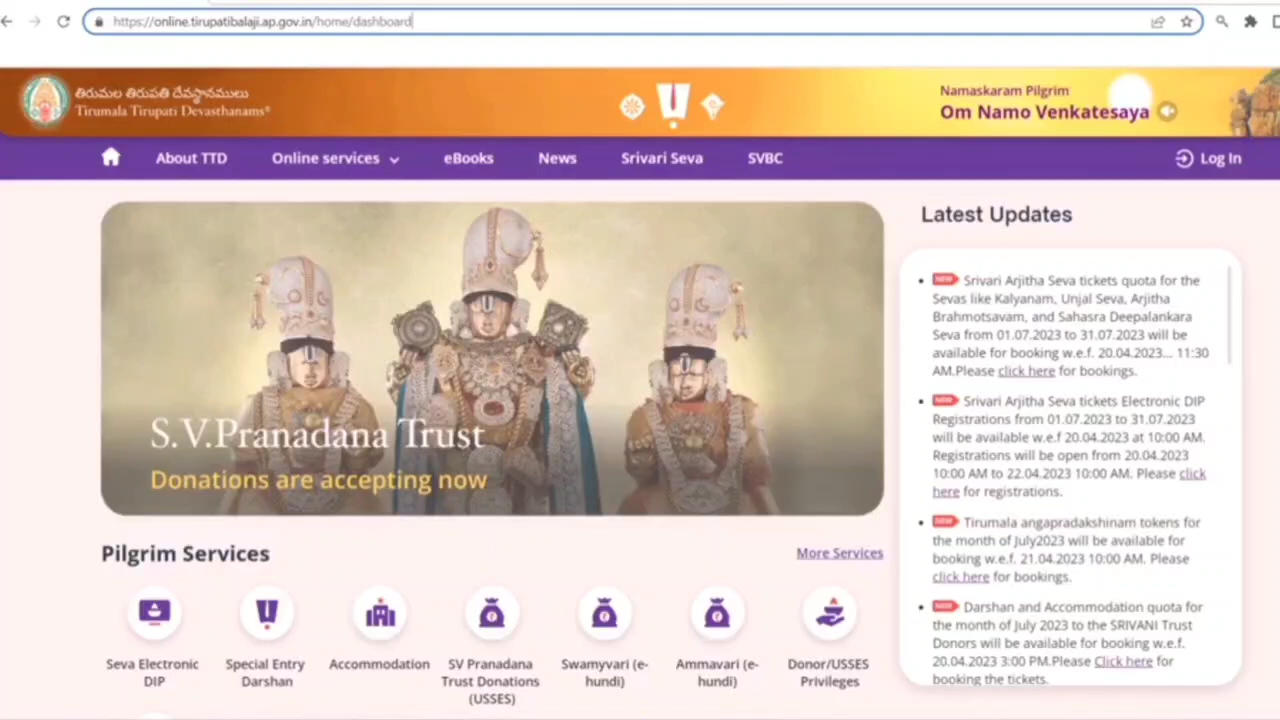 https://online.tirupatibalaji.ap.gov.in/home/dashboard
తిరుమల తిరుపతి దేవస్థానములు
Tirumala Tirupati Devasthanams®
Namaskaram Pilgrim
Om Namo Venkatesaya
About TTD
Online services
eBooks
News
Srivari Seva
SVBC
Log In
S.V.Pranadana Trust
Donations are accepting now
Latest Updates
NEW Srivari Arjitha Seva tickets quota for the
Sevas like Kalyanam, Unjal Seva, Arjitha
Brahmotsavam, and Sahasra Deepalankara
Seva from 01.07.2023 to 31.07.2023 will be
available for booking w.e.f. 20.04.2023... 11:30
AM.Please click here for bookings.
NEW Srivari Arjitha Seva tickets Electronic DIP
Registrations from 01.07.2023 to 31.07.2023
will be available w.e.f 20.04.2023 at 10:00 AM.
Registrations will be open from 20.04.2023
10:00 AM to 22.04.2023 10:00 AM. Please click
here for registrations.
NEW Tirumala angapradakshinam tokens for
the month of July2023 will be available for
booking w.e.f. 21.04.2023 10:00 AM. Please
click here for bookings.
NEW Darshan and Accommodation quota for
the month of July 2023 to the SRIVANI Trust
Donors will be available for booking w.e.f.
20.04.2023 3:00 PM.Please Click here for
booking the tickets.
Pilgrim Services
More Services
Seva Electronic
DIP
Special Entry
Darshan
Accommodation
SV Pranadana
Trust Donations
(USSES)
Swamyvari (e-
hundi)
Ammavari (e-
hundi)
Donor/USSES
Privileges